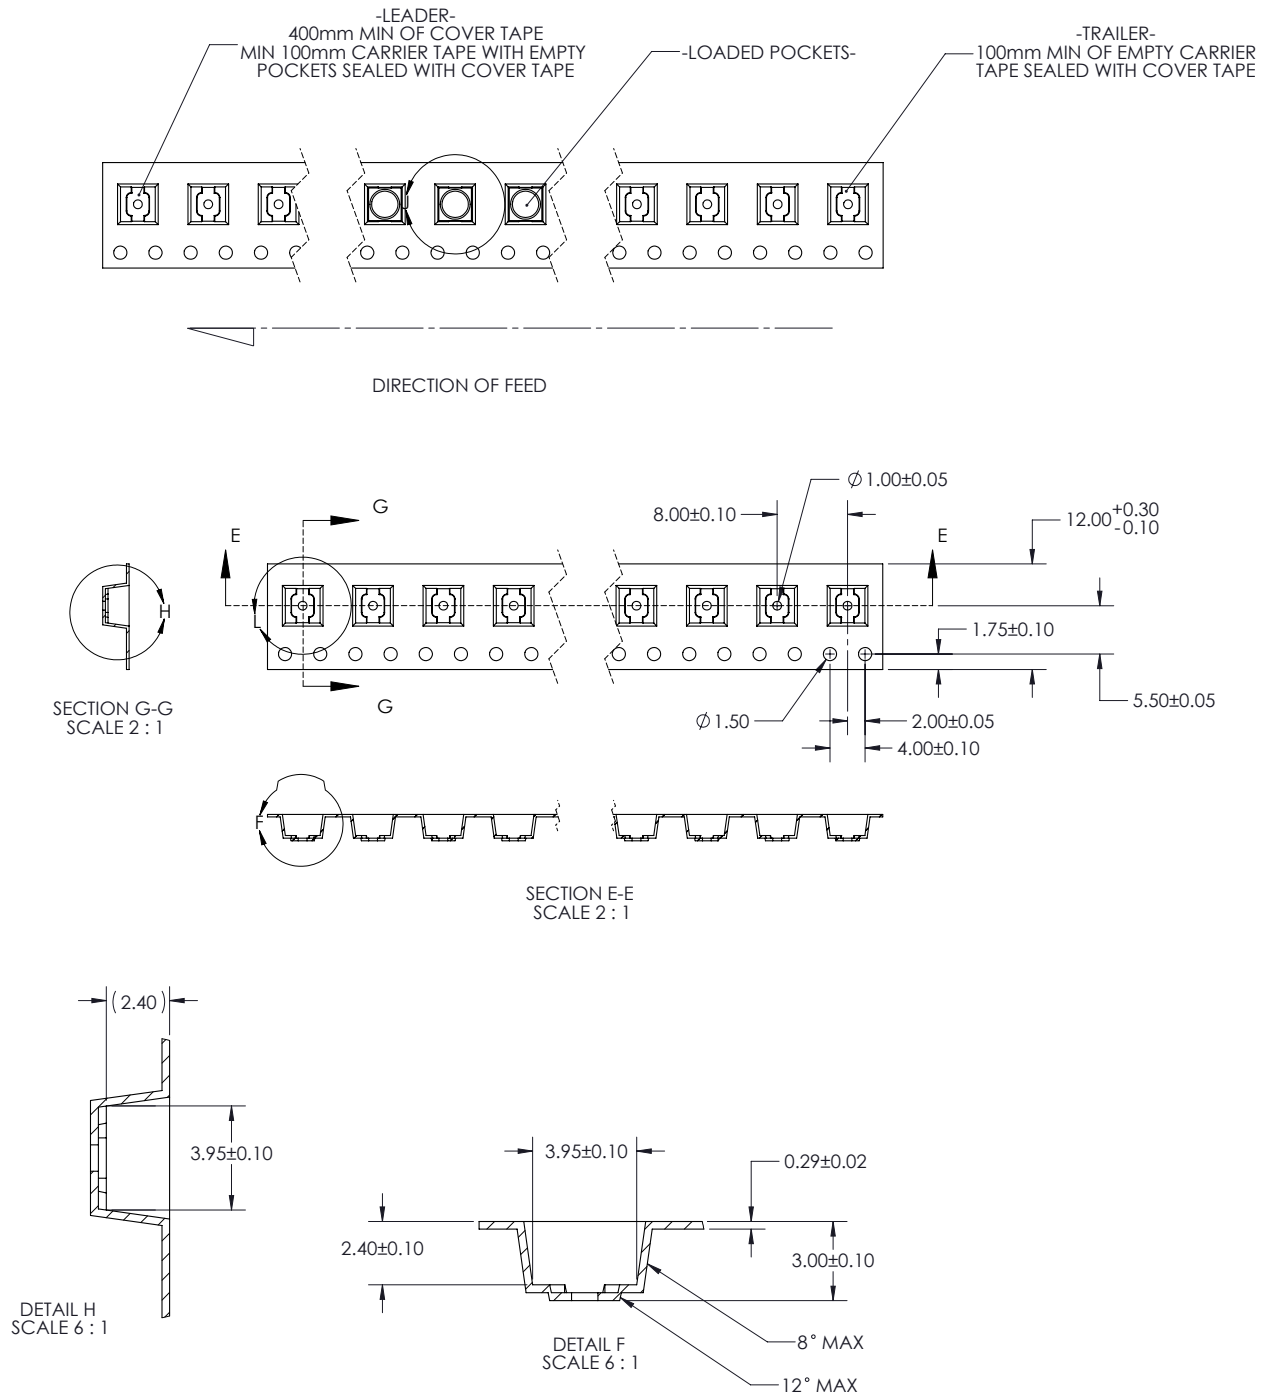 -LEADER-
400mm MIN OF COVER TAPE
MIN 100mm CARRIER TAPE WITH EMPTY
POCKETS SEALED WITH COVER TAPE
-LOADED POCKETS-
-TRAILER-
100mm MIN OF EMPTY CARRIER
TAPE SEALED WITH COVER TAPE
DIRECTION OF FEED
G
E
8.00±0.10
Ø1.00±0.05
12.00 +0.30 -0.10
E
H
1.75±0.10
5.50±0.05
G
SECTION G-G
SCALE 2 : 1
Ø1.50
2.00±0.05
4.00±0.10
F
SECTION E-E
SCALE 2 : 1
(2.40)
3.95±0.10
DETAIL H
SCALE 6 : 1
3.95±0.10
0.29±0.02
2.40±0.10
3.00±0.10
8° MAX
12° MAX
DETAIL F
SCALE 6 : 1